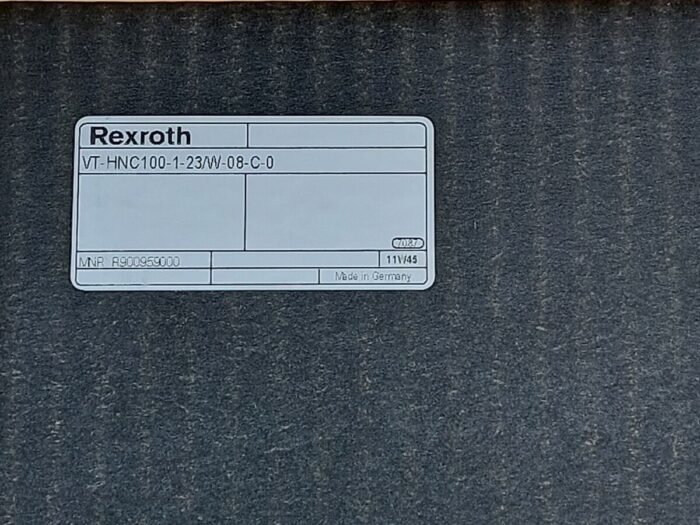 Rexroth
VT-HNC100-1-23/W-08-C-0
7087
MNR: R900959000
11W45
Made in Germany